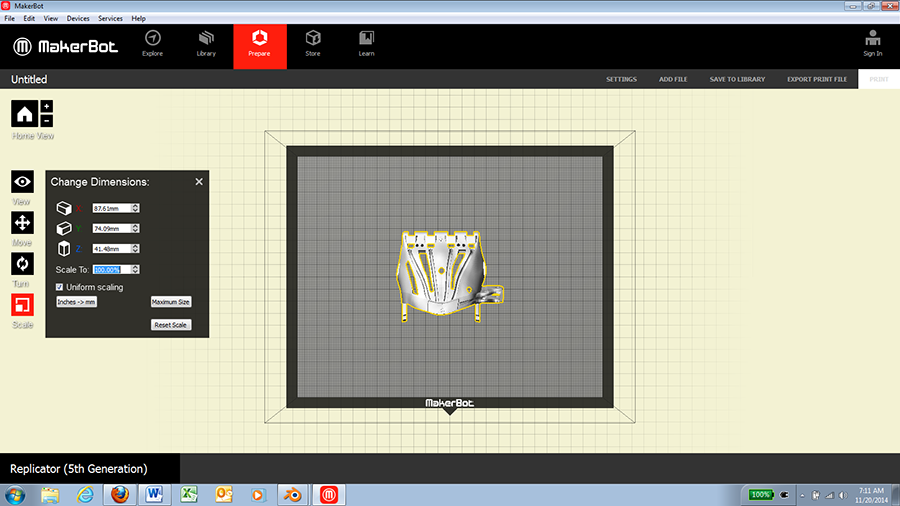 MakerBot
File Edit View Devices Services Help
MakerBot
Explore Library Prepare Store Learn Sign In
Untitled
SETTINGS ADD FILE SAVE TO LIBRARY EXPORT PRINT FILE PRINT
+
-
Home View
View
Move
Turn
Scale
Change Dimensions:
X 87.61mm
Y 74.09mm
Z 41.48mm
Scale To: 100.00%
Uniform scaling
Inches -> mm Maximum Size
Reset Scale
MakerBot
Replicator (5th Generation)
100%
7:11 AM
11/20/2014